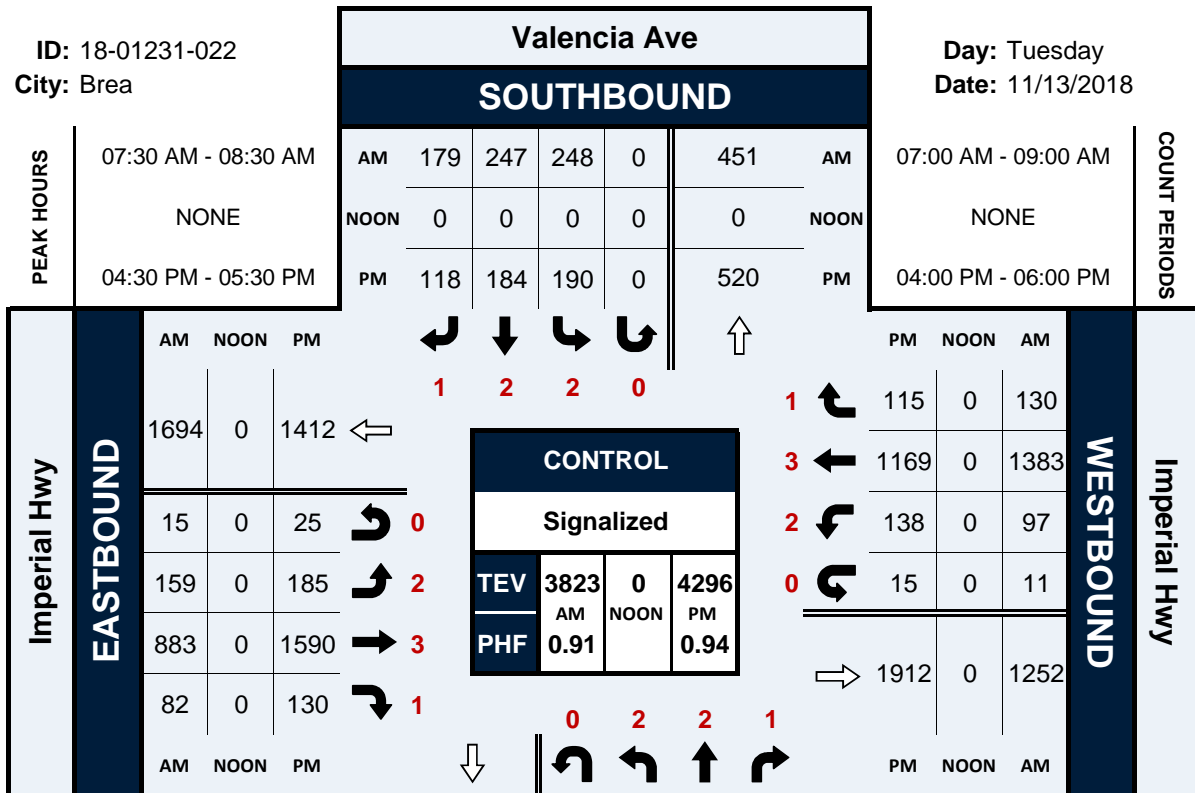 ID: 18-01231-022
City: Brea
Valencia Ave
SOUTHBOUND
Day: Tuesday
Date: 11/13/2018
PEAK HOURS
07:30 AM - 08:30 AM
NONE
04:30 PM - 05:30 PM
AM 179 247 248 0 451 AM
NOON 0 0 0 0 0 NOON
PM 118 184 190 0 520 PM
07:00 AM - 09:00 AM
NONE
04:00 PM - 06:00 PM
COUNT PERIODS
1 2 2 0
Imperial Hwy
EASTBOUND
AM NOON PM
1694 0 1412
15 0 25 0
159 0 185 2
883 0 1590 3
82 0 130 1
AM NOON PM
CONTROL
Signalized
TEV 3823 0 4296
AM NOON PM
PHF 0.91 0.94
PM NOON AM
1 115 0 130
3 1169 0 1383
2 138 0 97
0 15 0 11
1912 0 1252
PM NOON AM
WESTBOUND
Imperial Hwy
0 2 2 1